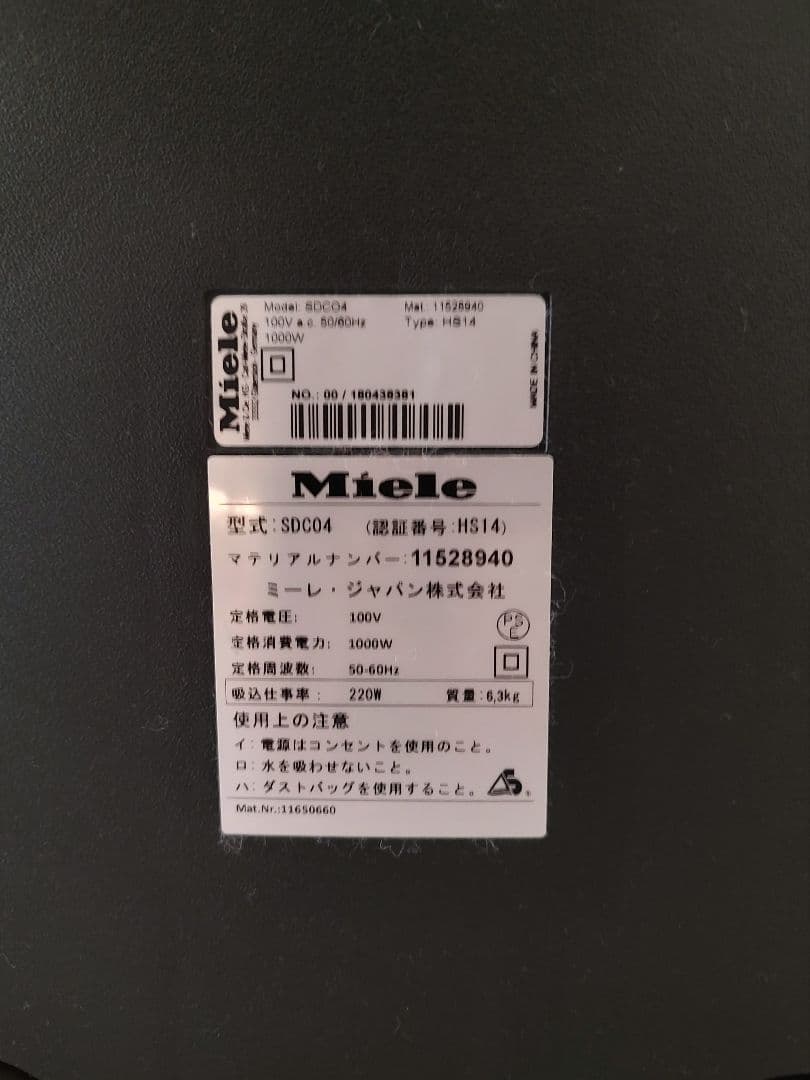 Miele
Model: SDCO4
Mat.: 11528940
100V a.c. 50/60Hz
Type: HS14
1000W
NO.: 00 / 180438381
MADE IN CHINA
Miele
型式:SDC04 (認証番号:HS14)
マテリアルナンバー:11528940
ミーレ・ジャパン株式会社
定格電圧: 100V
定格消費電力: 1000W
定格周波数: 50-60Hz
PSE
吸込仕事率: 220W 質量:6,3kg
使用上の注意
イ:電源はコンセントを使用のこと。
ロ:水を吸わせないこと。
ハ:ダストバッグを使用すること。
Mat.Nr.:11650660